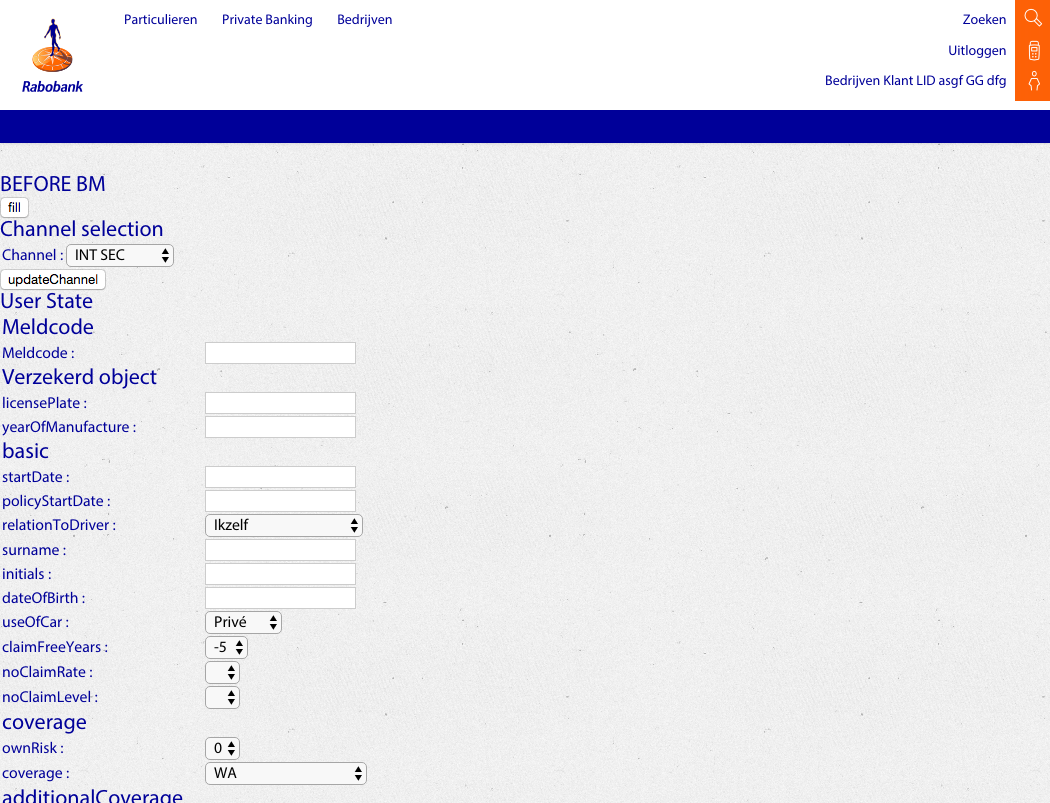 Particulieren Private Banking Bedrijven
Zoeken
Uitloggen
Bedrijven Klant LID asgf GG dfg
Rabobank
BEFORE BM
fill
Channel selection
Channel : INT SEC
updateChannel
User State
Meldcode
Meldcode :
Verzekerd object
licensePlate :
yearOfManufacture :
basic
startDate :
policyStartDate :
relationToDriver : Ikzelf
surname :
initials :
dateOfBirth :
useOfCar : Privé
claimFreeYears : -5
noClaimRate :
noClaimLevel :
coverage
ownRisk : 0
coverage : WA
additionalCoverage